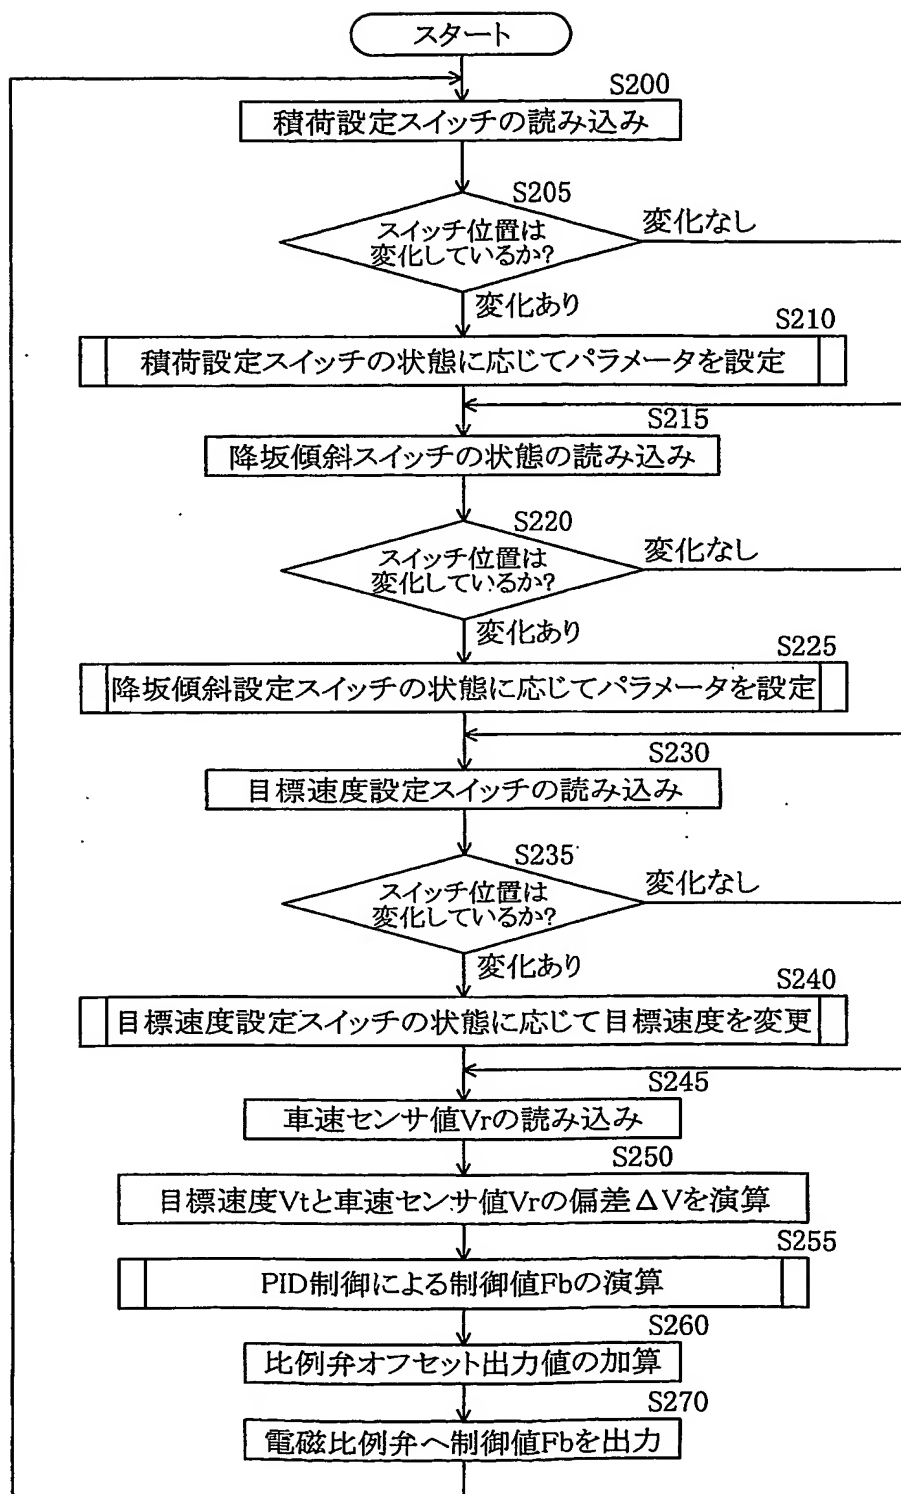 スタート
S200
積荷設定スイッチの読み込み
S205
スイッチ位置は
変化しているか?
変化なし
変化あり
S210
積荷設定スイッチの状態に応じてパラメータを設定
S215
降坂傾斜スイッチの状態の読み込み
S220
スイッチ位置は
変化しているか?
変化なし
変化あり
S225
降坂傾斜設定スイッチの状態に応じてパラメータを設定
S230
目標速度設定スイッチの読み込み
S235
スイッチ位置は
変化しているか?
変化なし
変化あり
S240
目標速度設定スイッチの状態に応じて目標速度を変更
S245
車速センサ値Vrの読み込み
S250
目標速度Vtと車速センサ値Vrの偏差ΔVを演算
S255
PID制御による制御値Fbの演算
S260
比例弁オフセット出力値の加算
S270
電磁比例弁へ制御値Fbを出力